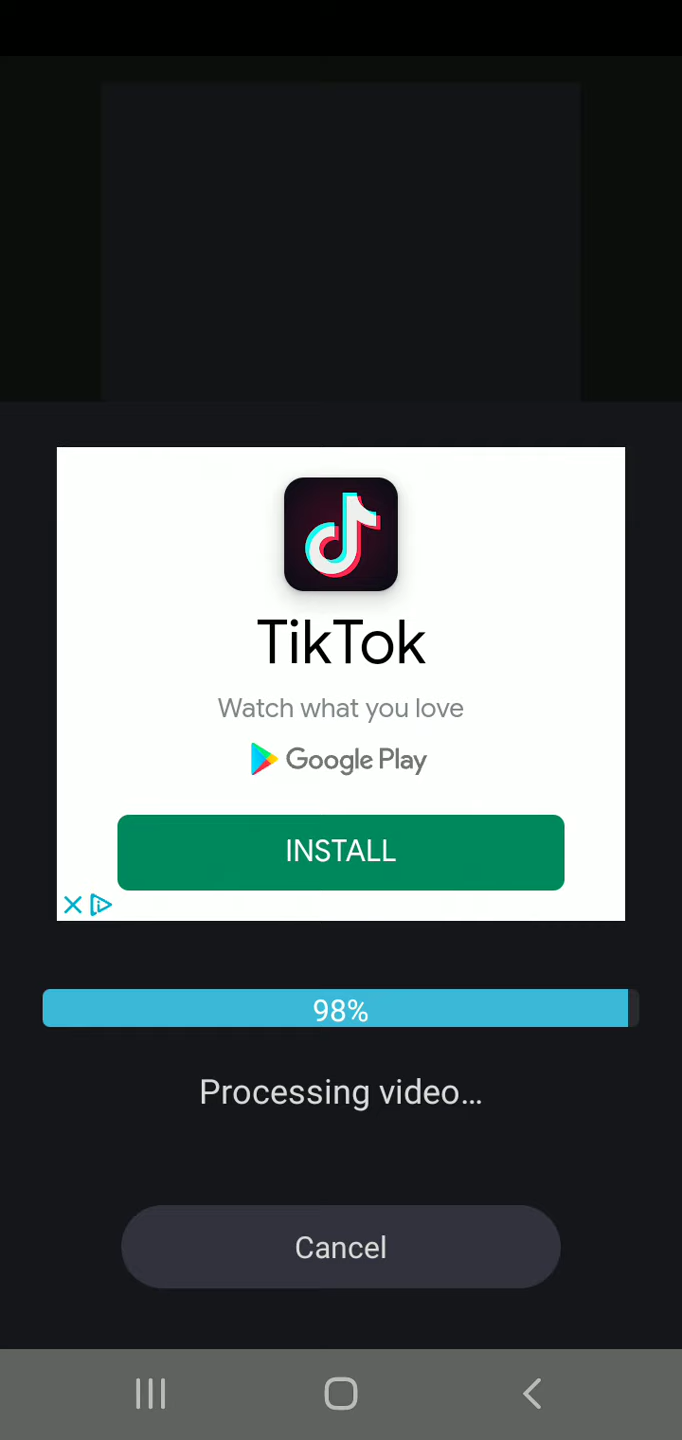 TikTok
Watch what you love
Google Play
INSTALL
98%
Processing video...
Cancel